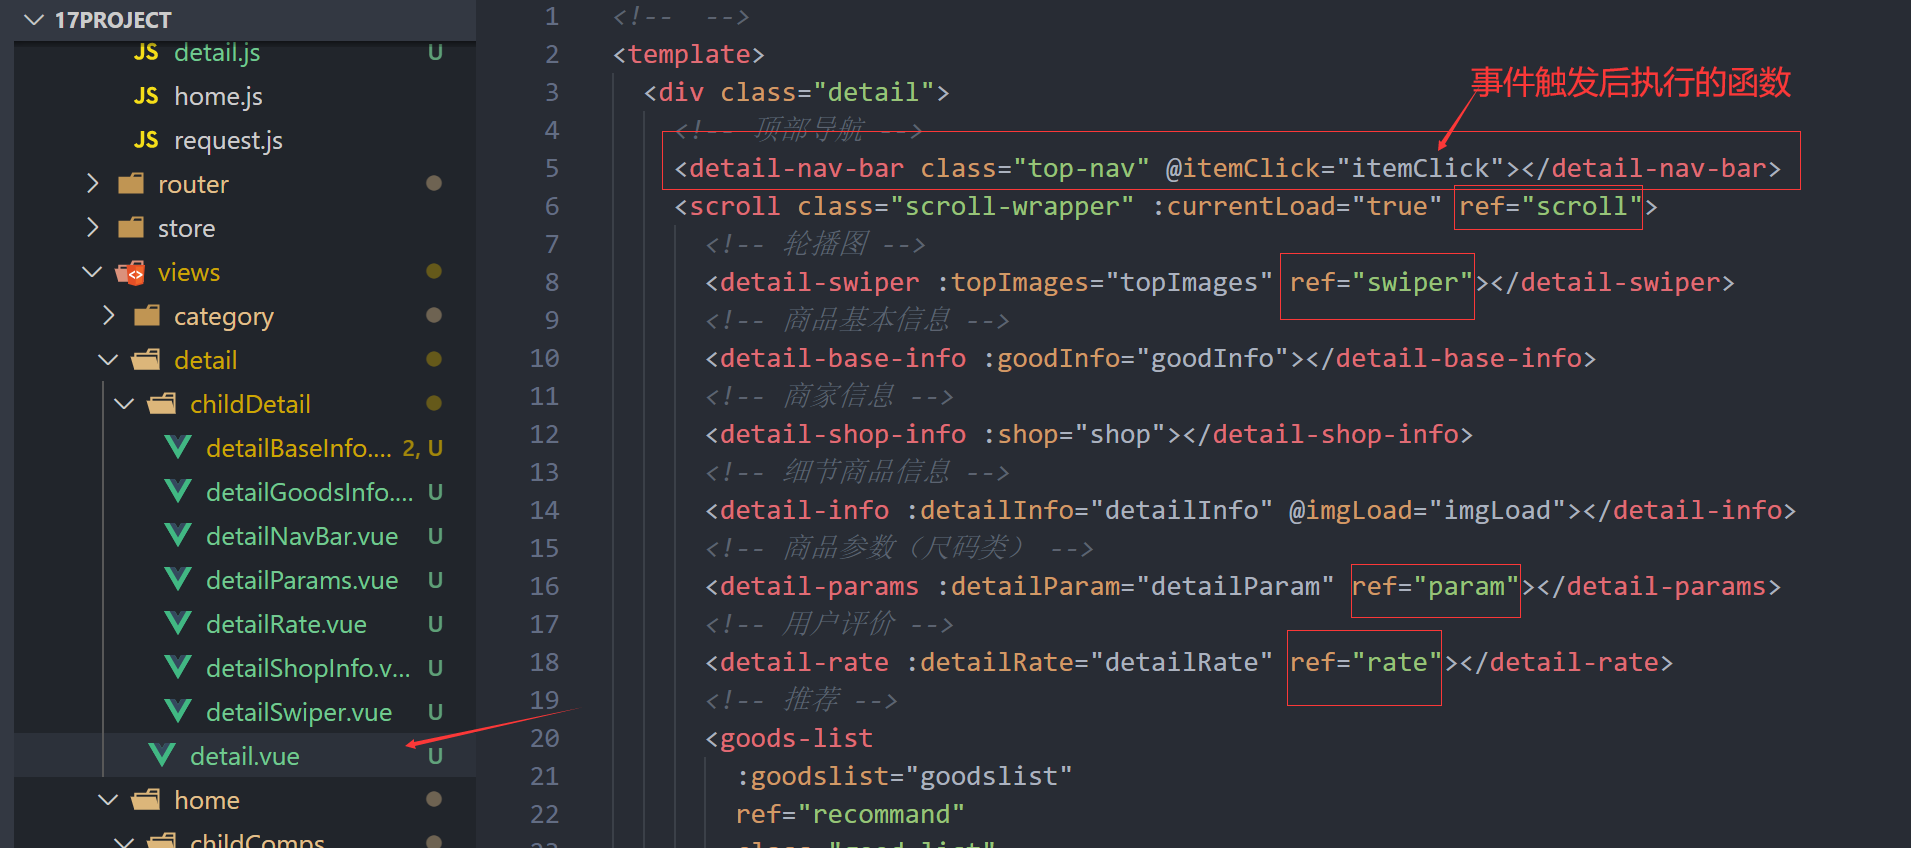 17PROJECT
JS detail.js U
JS home.js
JS request.js
router
store
views
category
detail
childDetail
detailBaseInfo.... 2, U
detailGoodsInfo.... U
detailNavBar.vue U
detailParams.vue U
detailRate.vue U
detailShopInfo.v... U
detailSwiper.vue U
detail.vue U
home
childComps
事件触发后执行的函数
1 <!--  -->
2 <template>
3 <div class="detail">
4 <!-- 顶部导航 -->
5 <detail-nav-bar class="top-nav" @itemClick="itemClick"></detail-nav-bar>
6 <scroll class="scroll-wrapper" :currentLoad="true" ref="scroll">
7 <!-- 轮播图 -->
8 <detail-swiper :topImages="topImages" ref="swiper"></detail-swiper>
9 <!-- 商品基本信息 -->
10 <detail-base-info :goodInfo="goodInfo"></detail-base-info>
11 <!-- 商家信息 -->
12 <detail-shop-info :shop="shop"></detail-shop-info>
13 <!-- 细节商品信息 -->
14 <detail-info :detailInfo="detailInfo" @imgLoad="imgLoad"></detail-info>
15 <!-- 商品参数（尺码类） -->
16 <detail-params :detailParam="detailParam" ref="param"></detail-params>
17 <!-- 用户评价 -->
18 <detail-rate :detailRate="detailRate" ref="rate"></detail-rate>
19 <!-- 推荐 -->
20 <goods-list
21 :goodslist="goodslist"
22 ref="recommand"
23 class="good-list"